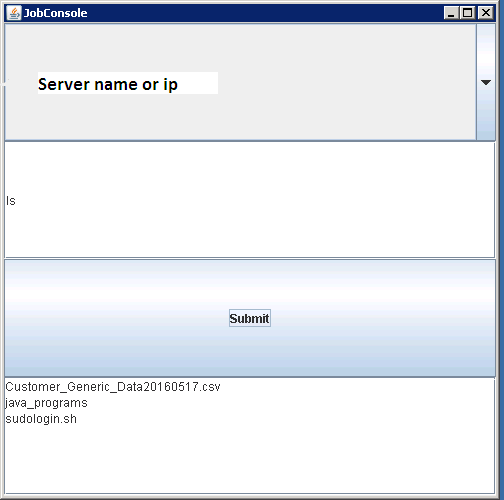 JobConsole
Server name or ip
ls
Submit
Customer_Generic_Data20160517.csv
java_programs
sudologin.sh